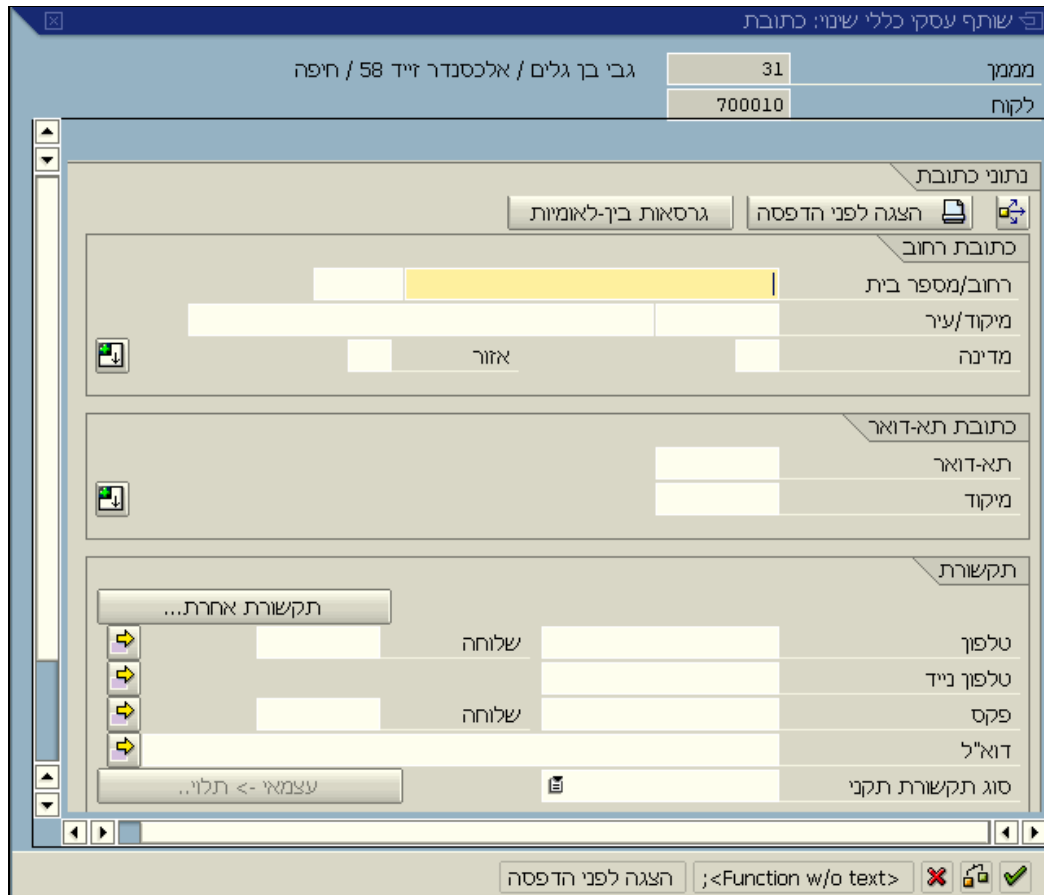 שותף עסקי כללי שינוי: כתובת
מממן 31 גבי בן גלים / אלכסנדר זייד 58 / חיפה
לקוח 700010
נתוני כתובת
הצגה לפני הדפסה גרסאות בין-לאומיות
כתובת רחוב
רחוב/מספר בית
מיקוד/עיר
מדינה אזור
כתובת תא-דואר
תא-דואר
מיקוד
תקשורת
תקשורת אחרת...
טלפון שלוחה
טלפון נייד
פקס שלוחה
דוא"ל
סוג תקשורת תקני עצמאי -> תלוי..
;<Function w/o text> הצגה לפני הדפסה